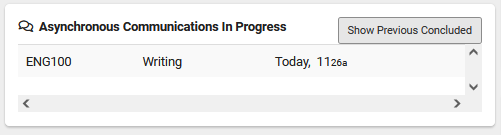 Asynchronous Communications In Progress
Show Previous Concluded
ENG100 Writing Today, 1126a